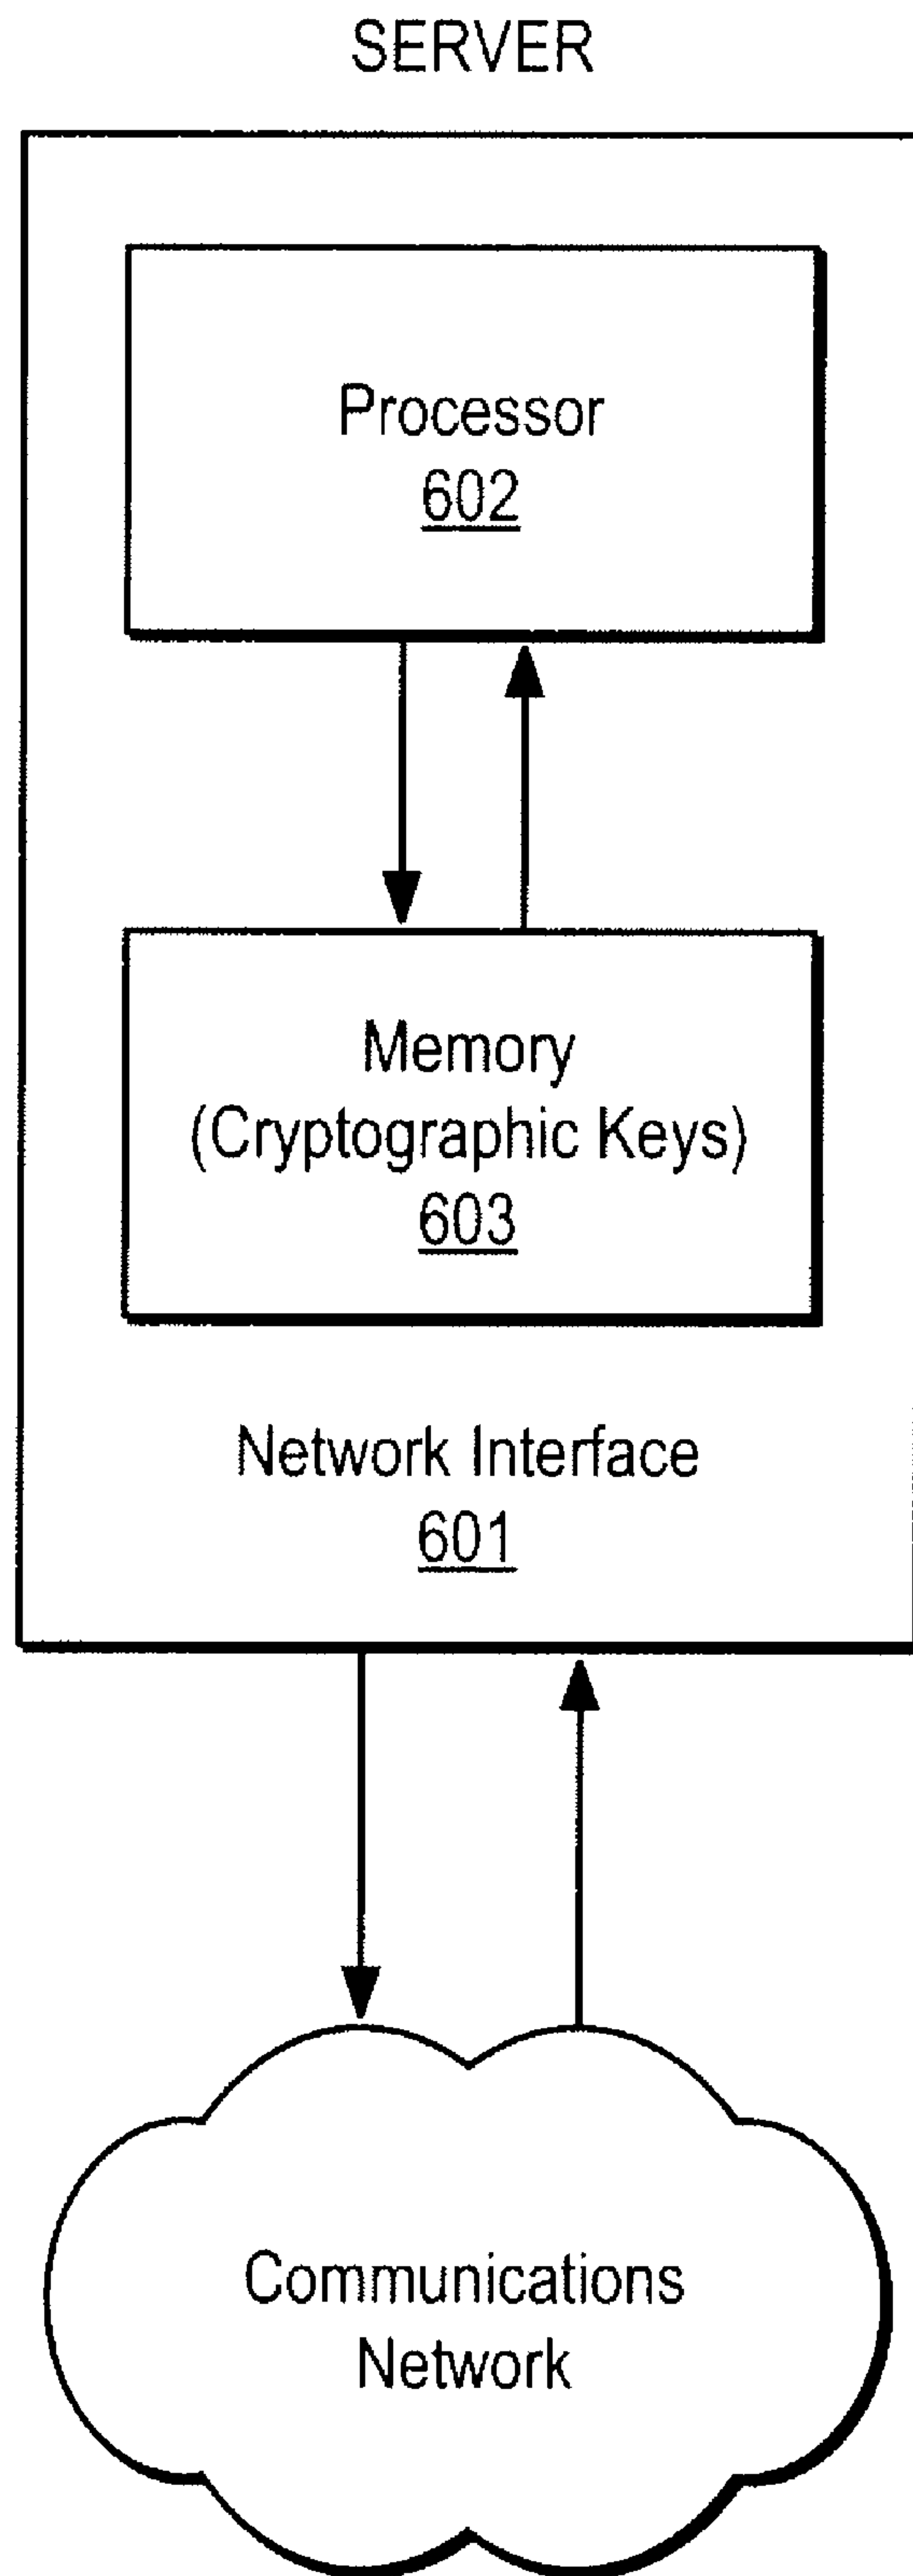 SERVER
Processor
602
Memory
(Cryptographic Keys)
603
Network Interface
601
Communications
Network